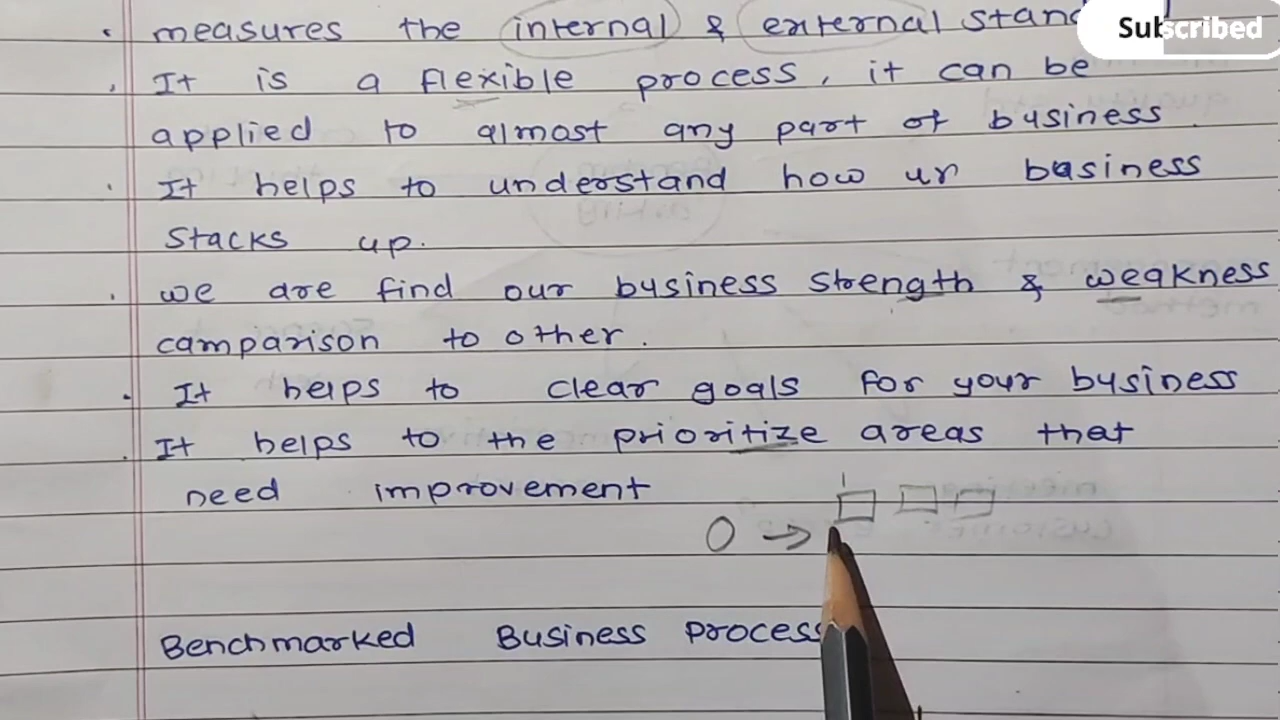 measures the internal & external stand
Subscribed
It is a flexible process, it can be
applied to almost any part of business
It helps to understand how ur business
stacks up.
we are find our business strength & weakness
camparison to other.
It helps to clear goals for your business
It helps to the prioritize areas that
need improvement
Benchmarked Business process